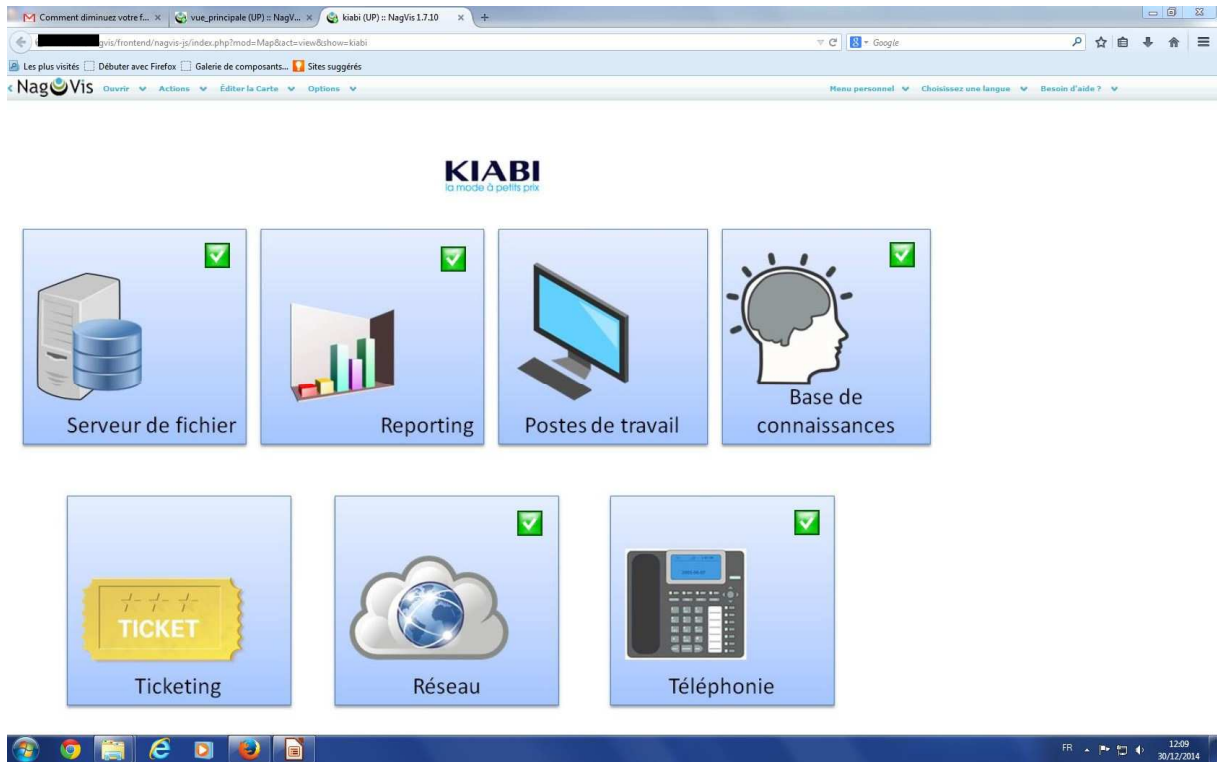 Comment diminuez votre f...
vue_principale (UP) :: NagV...
kiabi (UP) :: NagVis 1.7.10
gvis/frontend/nagvis-js/index.php?mod=Map&act=view&show=kiabi
Google
Les plus visités
Débuter avec Firefox
Galerie de composants...
Sites suggérés
NagVis
Ouvrir
Actions
Éditer la Carte
Options
Menu personnel
Choisissez une langue
Besoin d'aide ?
KIABI
la mode à petits prix
Serveur de fichier
Reporting
Postes de travail
Base de
connaissances
TICKET
Ticketing
Réseau
Téléphonie
FR
12:09
30/12/2014